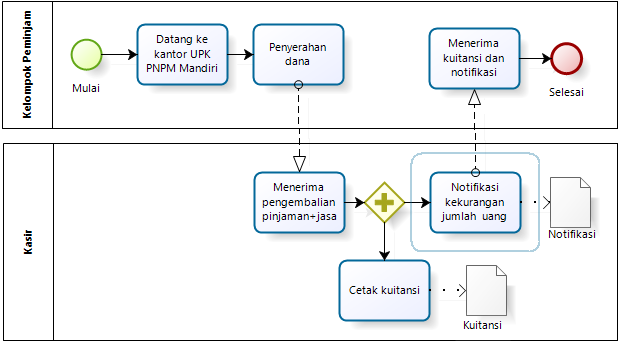 Kelompok Peminjam
Mulai
Datang ke
kantor UPK
PNPM Mandiri
Penyerahan
dana
Menerima
kuitansi dan
notifikasi
Selesai
Kasir
Menerima
pengembalian
pinjaman+jasa
Notifikasi
kekurangan
jumlah uang
Notifikasi
Cetak kuitansi
Kuitansi